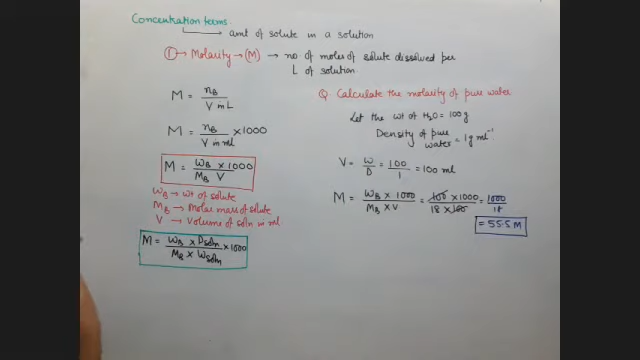 Concentration terms
→ amt of solute in a solution
① → Molarity → (M) → no of moles of solute dissolved per
L of solution
M = nB / V in L
M = nB / V in ml × 1000
M = WB × 1000 / MB V
WB → wt of solute
MB → Molar mass of solute
V → Volume of soln in ml
M = WB × Dsoln / MB × Wsoln × 1000
Q Calculate the molarity of pure water
Let the wt of H₂O = 100 g
Density of pure water = 1 g ml⁻¹
V = W / D = 100 / 1 = 100 ml
M = WB × 1000 / MB × V = 100 × 1000 / 18 × 100 = 1000 / 18
= 55.5 M